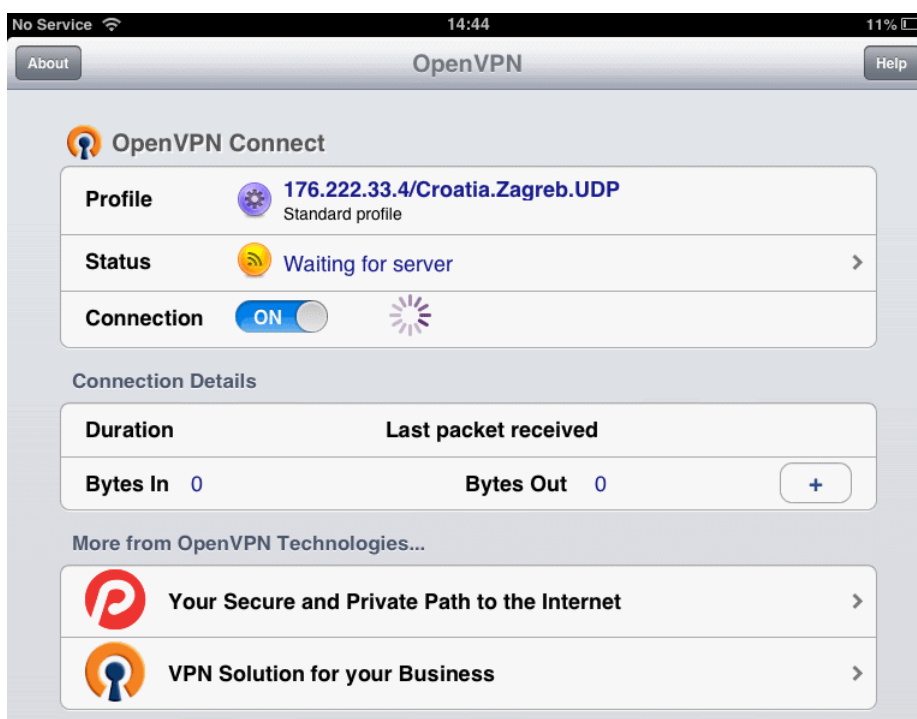 No Service 14:44 11%
About OpenVPN Help
OpenVPN Connect
Profile 176.222.33.4/Croatia.Zagreb.UDP
Standard profile
Status Waiting for server
Connection ON
Connection Details
Duration Last packet received
Bytes In 0 Bytes Out 0 +
More from OpenVPN Technologies...
Your Secure and Private Path to the Internet
VPN Solution for your Business